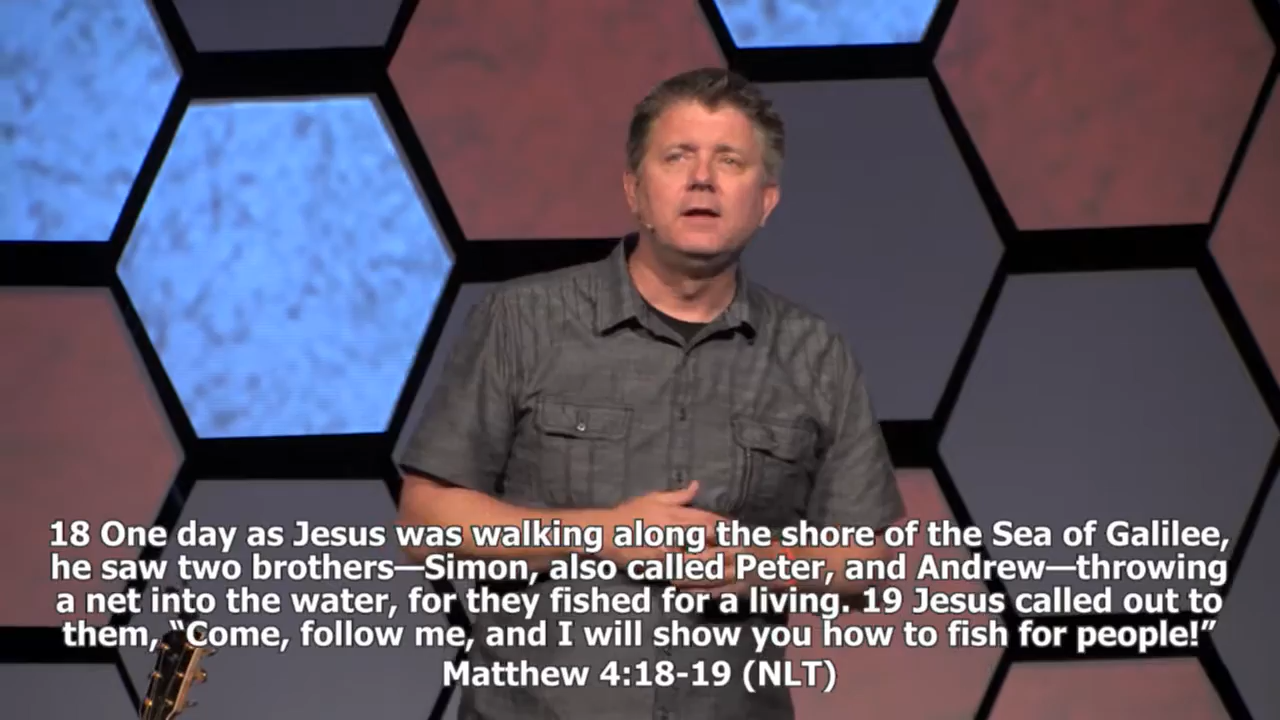 18 One day as Jesus was walking along the shore of the Sea of Galilee,
he saw two brothers—Simon, also called Peter, and Andrew—throwing
a net into the water, for they fished for a living. 19 Jesus called out to
them, “Come, follow me, and I will show you how to fish for people!”
Matthew 4:18-19 (NLT)